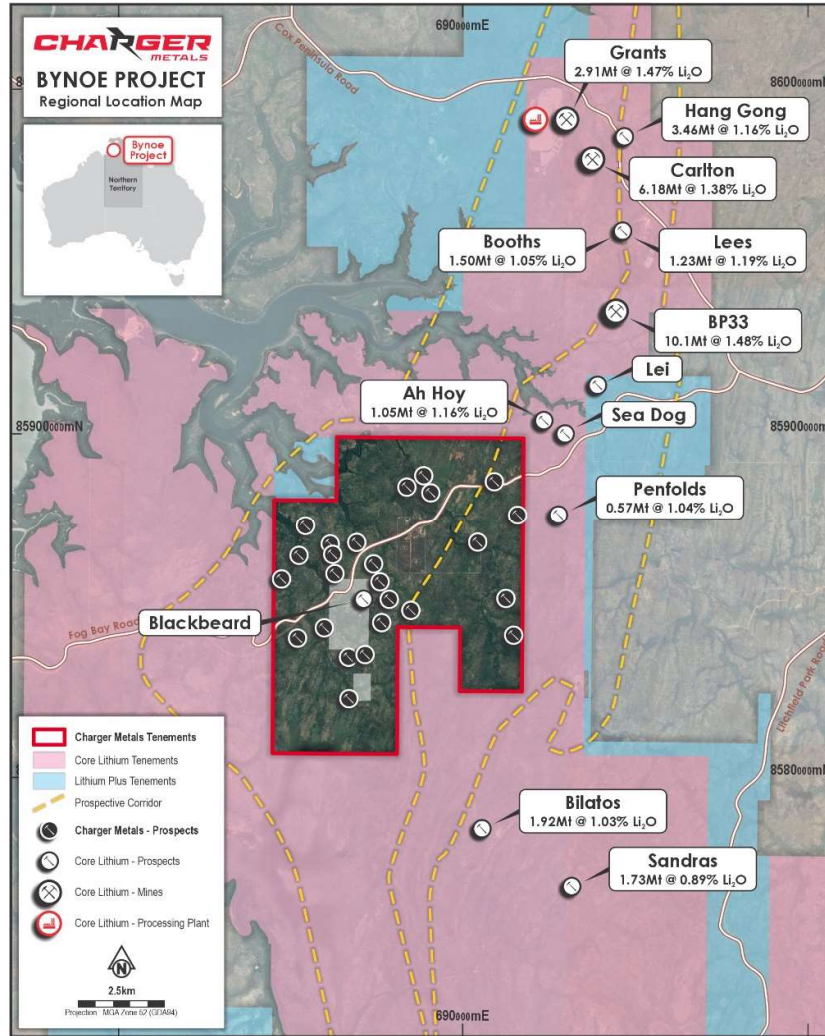 CHARGER
METALS
BYNOE PROJECT
Regional Location Map
Bynoe
Project
Northern
Territory
690000mE
8600000mN
Cox Peninsula Road
Grants
2.91Mt @ 1.47% Li₂O
Hang Gong
3.46Mt @ 1.16% Li₂O
Carlton
6.18Mt @ 1.38% Li₂O
Booths
1.50Mt @ 1.05% Li₂O
Lees
1.23Mt @ 1.19% Li₂O
BP33
10.1Mt @ 1.48% Li₂O
Lei
Ah Hoy
1.05Mt @ 1.16% Li₂O
Sea Dog
85900000mN
85900000mN
Penfolds
0.57Mt @ 1.04% Li₂O
Blackbeard
Fog Bay Road
Litchfield Park Road
8580000mN
Bilatos
1.92Mt @ 1.03% Li₂O
Sandras
1.73Mt @ 0.89% Li₂O
Charger Metals Tenements
Core Lithium Tenements
Lithium Plus Tenements
Prospective Corridor
Charger Metals - Prospects
Core Lithium - Prospects
Core Lithium - Mines
Core Lithium - Processing Plant
N
2.5km
Projection MGA Zone 52 (GDA94)
690000mE